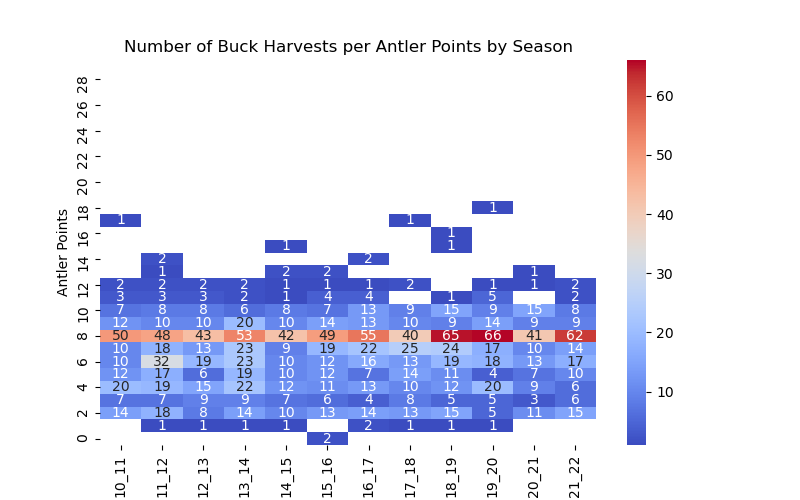 Number of Buck Harvests per Antler Points by Season
Antler Points
28
26
24
22
20
18 1
1 1
16 1
1 1
14 2 2
1 2 2 1
12 2 2 2 2 1 1 1 2 1 1 2
3 3 3 2 1 4 4 1 5 2
10 7 8 8 6 8 7 13 9 15 9 15 8
12 10 10 20 10 14 13 10 9 14 9 9
8 50 48 43 53 42 49 55 40 65 66 41 62
10 18 13 23 9 19 22 25 24 17 10 14
6 10 32 19 23 10 12 16 13 19 18 13 17
12 17 6 19 10 12 7 14 11 4 7 10
4 20 19 15 22 12 11 13 10 12 20 9 6
7 7 9 9 7 6 4 8 5 5 3 6
2 14 18 8 14 10 13 14 13 15 5 11 15
1 1 1 1 2 1 1 1
0 2
10_11 11_12 12_13 13_14 14_15 15_16 16_17 17_18 18_19 19_20 20_21 21_22
60
50
40
30
20
10